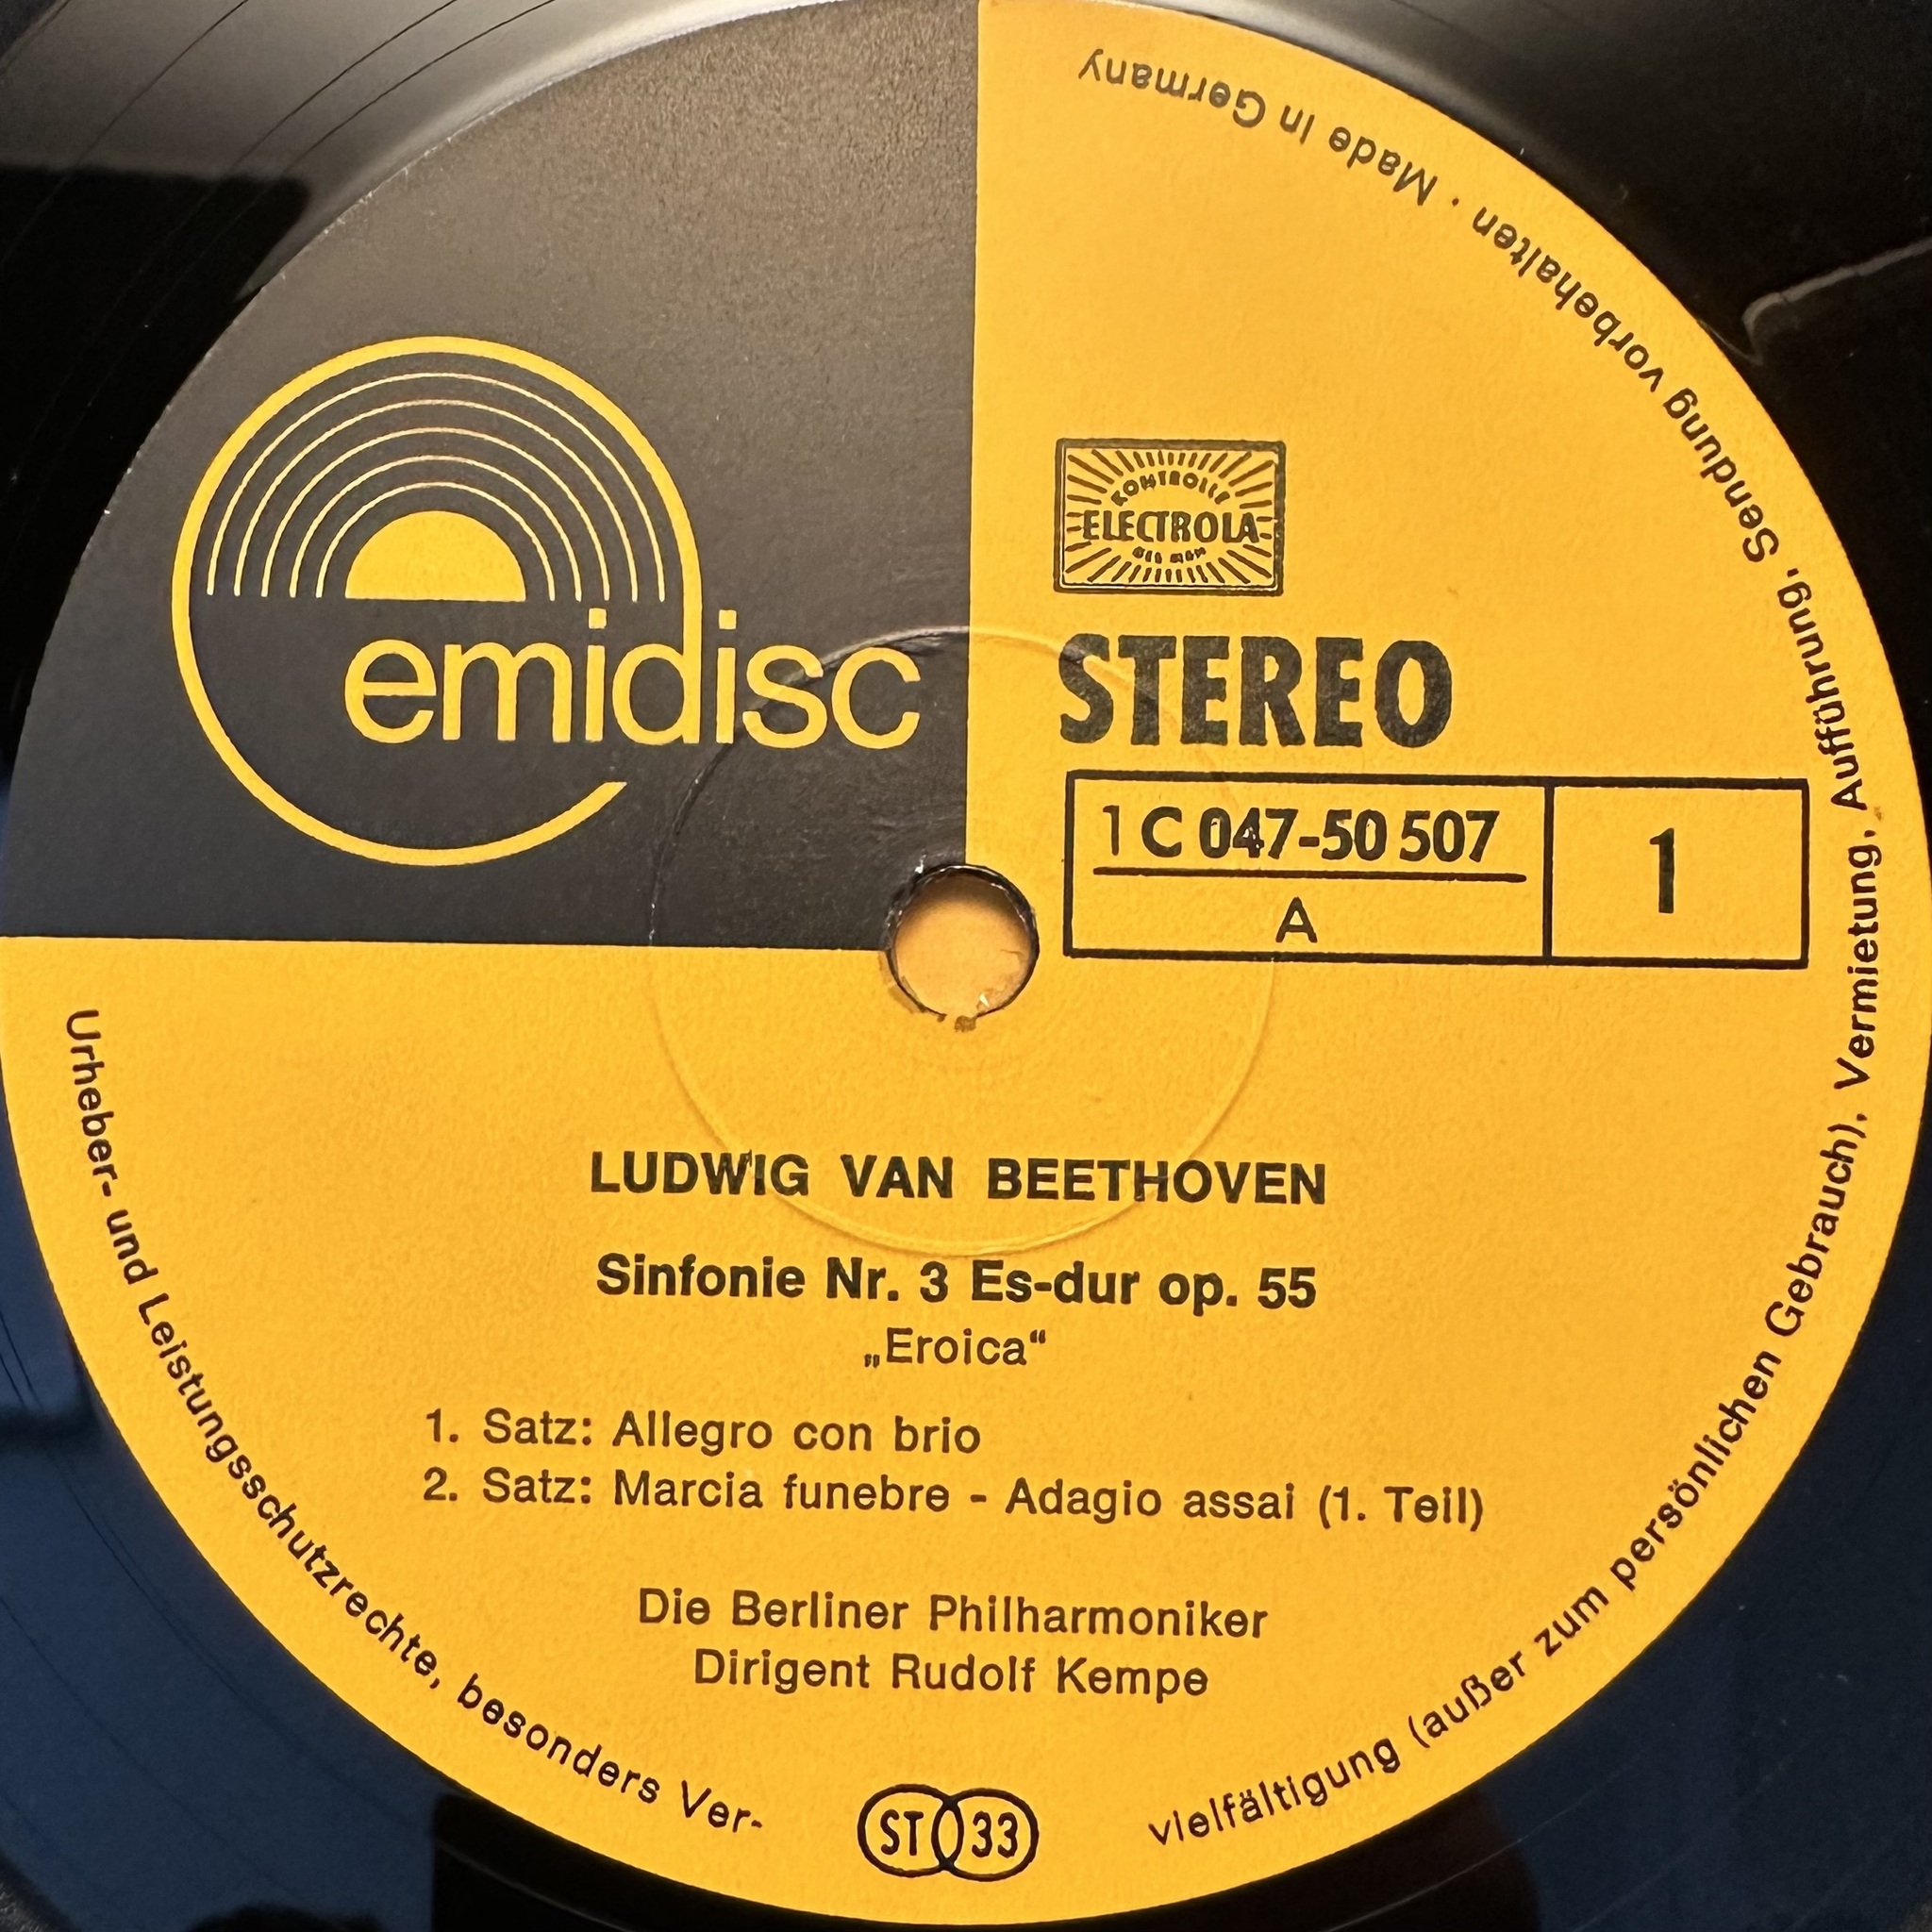 emidisc
KONTROLLE
ELECTROLA
STEREO
1 C 047-50 507
A
1
LUDWIG VAN BEETHOVEN
Sinfonie Nr. 3 Es-dur op. 55
„Eroica“
1. Satz: Allegro con brio
2. Satz: Marcia funebre - Adagio assai (1. Teil)
Die Berliner Philharmoniker
Dirigent Rudolf Kempe
ST 33
Urheber- und Leistungsschutzrechte, besonders Ver-
vielfältigung (außer zum persönlichen Gebrauch), Vermietung, Aufführung, Sendung vorbehalten · Made in Germany